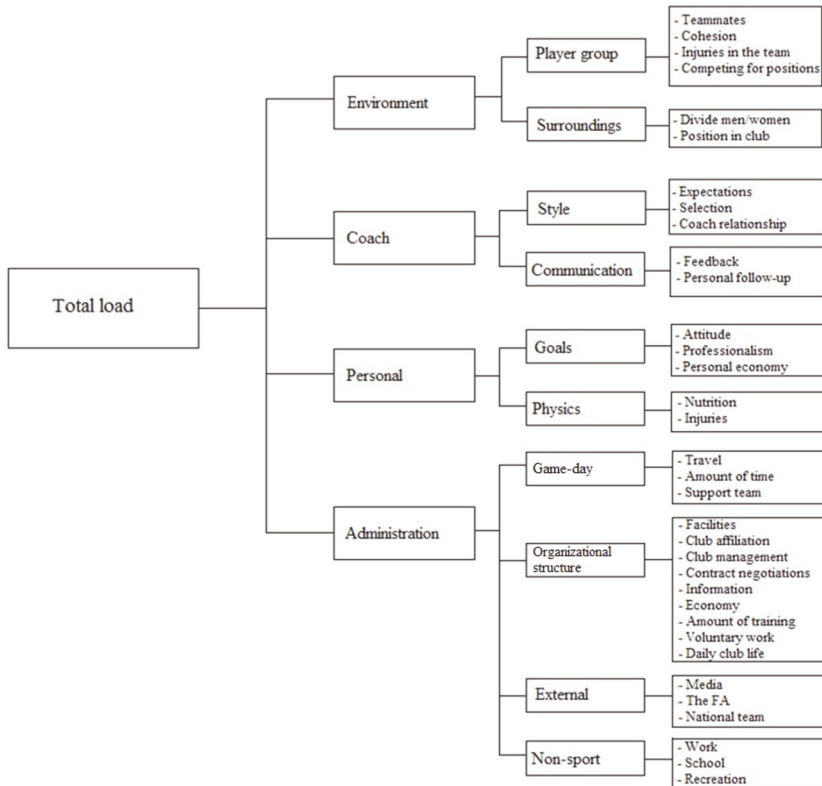 Total load
Environment
Player group
- Teammates
- Cohesion
- Injuries in the team
- Competing for positions
Surroundings
- Divide men/women
- Position in club
Coach
Style
- Expectations
- Selection
- Coach relationship
Communication
- Feedback
- Personal follow-up
Personal
Goals
- Attitude
- Professionalism
- Personal economy
Physics
- Nutrition
- Injuries
Administration
Game-day
- Travel
- Amount of time
- Support team
Organizational
structure
- Facilities
- Club affiliation
- Club management
- Contract negotiations
- Information
- Economy
- Amount of training
- Voluntary work
- Daily club life
External
- Media
- The FA
- National team
Non-sport
- Work
- School
- Recreation